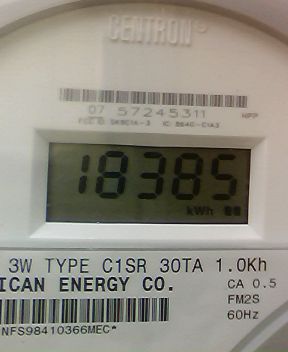 CENTRON
07 57245311
18385
kWh
3W TYPE C1SR 30TA 1.0Kh
ICAN ENERGY CO.
CA 0.5
FM2S
60Hz
NFS98410366MEC*